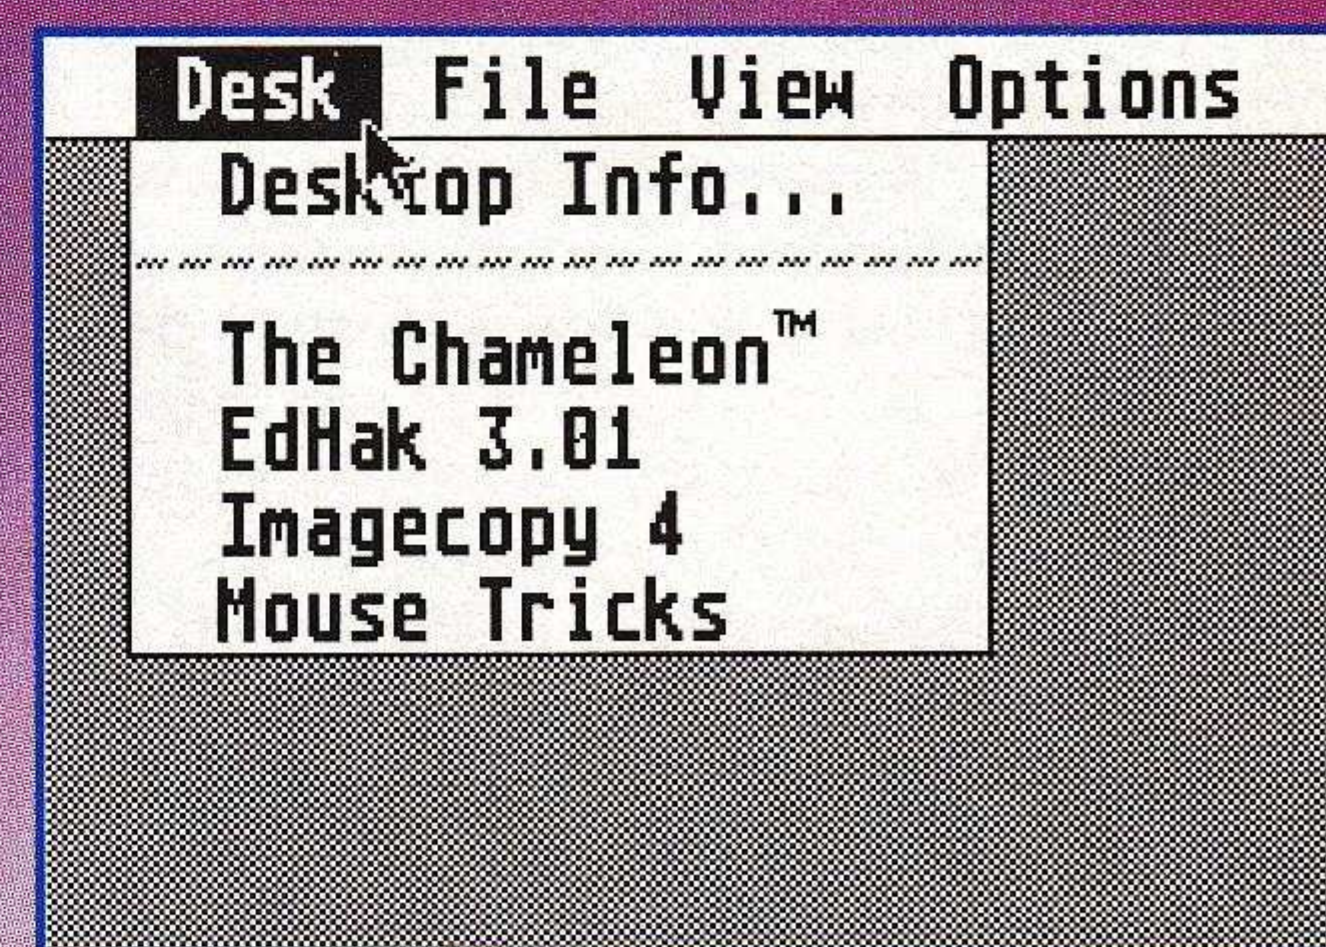 Desk File View Options
Desktop Info...
The Chameleon™
EdHak 3.01
Imagecopy 4
Mouse Tricks